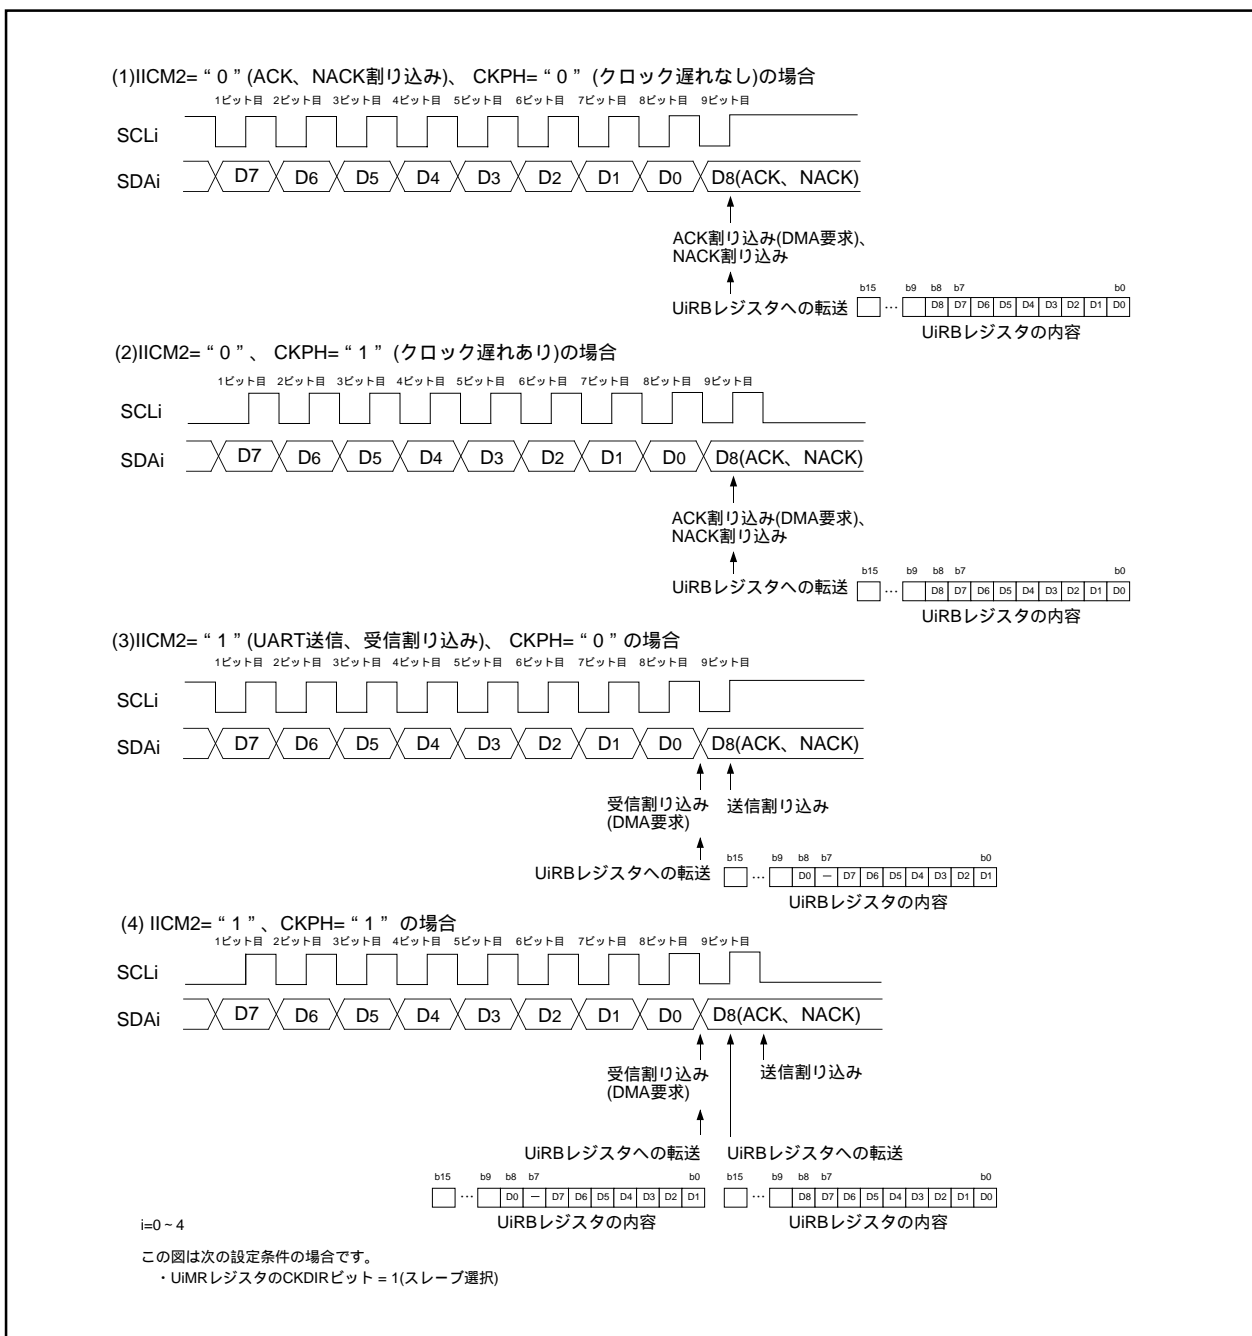 (1)IICM2= “ 0 ” (ACK、NACK割り込み)、 CKPH= “ 0 ” (クロック遅れなし)の場合
1ビット目 2ビット目 3ビット目 4ビット目 5ビット目 6ビット目 7ビット目 8ビット目 9ビット目
SCLi
SDAi D7 D6 D5 D4 D3 D2 D1 D0 D8(ACK、NACK)
ACK割り込み(DMA要求)、
NACK割り込み
b15 b9 b8 b7 b0
UiRBレジスタへの転送 … D8 D7 D6 D5 D4 D3 D2 D1 D0
UiRBレジスタの内容
(2)IICM2= “ 0 ” 、 CKPH= “ 1 ” (クロック遅れあり)の場合
1ビット目 2ビット目 3ビット目 4ビット目 5ビット目 6ビット目 7ビット目 8ビット目 9ビット目
SCLi
SDAi D7 D6 D5 D4 D3 D2 D1 D0 D8(ACK、NACK)
ACK割り込み(DMA要求)、
NACK割り込み
b15 b9 b8 b7 b0
UiRBレジスタへの転送 … D8 D7 D6 D5 D4 D3 D2 D1 D0
UiRBレジスタの内容
(3)IICM2= “ 1 ” (UART送信、受信割り込み)、 CKPH= “ 0 ” の場合
1ビット目 2ビット目 3ビット目 4ビット目 5ビット目 6ビット目 7ビット目 8ビット目 9ビット目
SCLi
SDAi D7 D6 D5 D4 D3 D2 D1 D0 D8(ACK、NACK)
受信割り込み 送信割り込み
(DMA要求)
b15 b9 b8 b7 b0
UiRBレジスタへの転送 … D0 － D7 D6 D5 D4 D3 D2 D1
UiRBレジスタの内容
(4) IICM2= “ 1 ” 、CKPH= “ 1 ” の場合
1ビット目 2ビット目 3ビット目 4ビット目 5ビット目 6ビット目 7ビット目 8ビット目 9ビット目
SCLi
SDAi D7 D6 D5 D4 D3 D2 D1 D0 D8(ACK、NACK)
受信割り込み 送信割り込み
(DMA要求)
UiRBレジスタへの転送 UiRBレジスタへの転送
b15 b9 b8 b7 b0 b15 b9 b8 b7 b0
… D0 － D7 D6 D5 D4 D3 D2 D1 … D8 D7 D6 D5 D4 D3 D2 D1 D0
UiRBレジスタの内容 UiRBレジスタの内容
i=0 ~ 4
この図は次の設定条件の場合です。
・UiMRレジスタのCKDIRビット = 1(スレーブ選択)